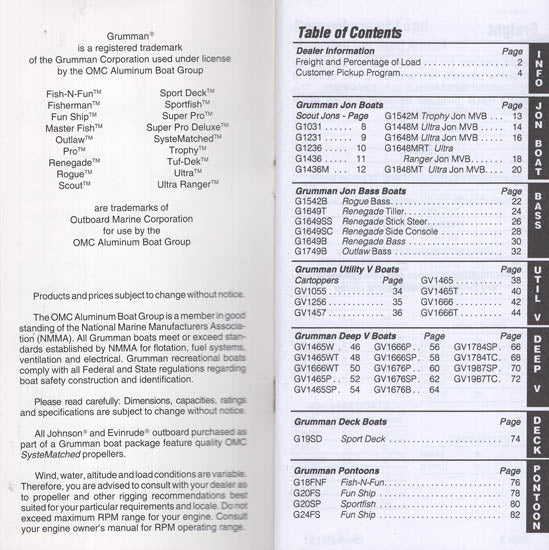 Grumman®
is a registered trademark
of the Grumman Corporation used under license
by the OMC Aluminum Boat Group
Fish-N-Fun™ Sport Deck™
Fisherman™ Sportfish™
Fun Ship™ Super Pro™
Master Fish™ Super Pro Deluxe™
Outlaw™ SysteMatched™
Pro™ Trophy™
Renegade™ Tuf-Dek™
Rogue™ Ultra™
Scout™ Ultra Ranger™
are trademarks of
Outboard Marine Corporation
for use by the
OMC Aluminum Boat Group
Products and prices subject to change without notice.
The OMC Aluminum Boat Group is a member in good
standing of the National Marine Manufacturers Associa-
tion (NMMA). All Grumman boats meet or exceed stan-
dards established by NMMA for flotation, fuel systems,
ventilation and electrical. Grumman recreational boats
comply with all Federal and State regulations regarding
boat safety construction and identification.
Please read carefully: Dimensions, capacities, ratings
and specifications are subject to change without notice.
All Johnson® and Evinrude® outboard purchased as
part of a Grumman boat package feature quality OMC
SysteMatched propellers.
Wind, water, altitude and load conditions are variable.
Therefore, you are advised to consult with your dealer as
to propeller and other rigging recommendations best
suited for your particular requirements and locale. Do not
exceed maximum RPM range for your engine. Consult
your engine owner's manual for RPM operating range.
Table of Contents
Dealer Information Page
Freight and Percentage of Load . . . . . . . . . . . . . . . . . . 2
Customer Pickup Program. . . . . . . . . . . . . . . . . . . . . . 4
INFO
Grumman Jon Boats Page
Scout Jons - Page G1542M Trophy Jon MVB . . . 13
G1031 . . . . . . 8 G1448M Ultra Jon MVB . . . . 14
G1231 . . . . . . 9 G1648M Ultra Jon MVB . . . . 16
G1236 . . . . . 10 G1648MRT Ultra
G1436 . . . . . 11 Ranger Jon MVB. . . . . . . 18
G1436M . . . 12 G1848MT Ultra Jon MVB. . . . 20
JON BOAT
Grumman Jon Bass Boats Page
G1542B Rogue Bass. . . . . . . . . . . . . . . . . . . . . . 22
G1649T Renegade Tiller. . . . . . . . . . . . . . . . . . . . 24
G1649SS Renegade Stick Steer . . . . . . . . . . . . . . . 26
G1649SC Renegade Side Console . . . . . . . . . . . . . 28
G1649B Renegade Bass . . . . . . . . . . . . . . . . . . . 30
G1749B Outlaw Bass . . . . . . . . . . . . . . . . . . . . . 32
BASS
Grumman Utility V Boats Page
Cartoppers Page GV1465 . . . . . . . . . . . 38
GV1055 . . . . . . . . . . . 34 GV1465T . . . . . . . . . . 40
GV1256 . . . . . . . . . . . 35 GV1666 . . . . . . . . . . . 42
GV1457 . . . . . . . . . . . 36 GV1666T . . . . . . . . . . 44
UTIL V
Grumman Deep V Boats Page
GV1465W . . 46 GV1666P . . 56 GV1784SP. . 66
GV1465WT 48 GV1666SP. 58 GV1784TC. . 68
GV1666WT 50 GV1676P . . 60 GV1987SP. . 70
GV1465P . . 52 GV1676SP. 62 GV1987TC. . 72
GV1465SP. 54 GV1676B. . 64
DEEP V
Grumman Deck Boats Page
G19SD Sport Deck . . . . . . . . . . . . . . . . . . . . . . . 74
DECK
Grumman Pontoons Page
G18FNF Fish-N-Fun. . . . . . . . . . . . . . . . . . . . . . . 76
G20FS Fun Ship . . . . . . . . . . . . . . . . . . . . . . . . 78
G20SP Sportfish . . . . . . . . . . . . . . . . . . . . . . . . 80
G24FS Fun Ship . . . . . . . . . . . . . . . . . . . . . . . . 82
PONTOON